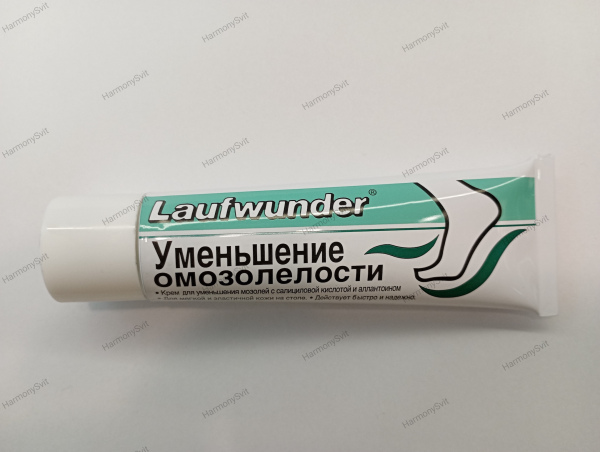 Laufwunder®
Уменьшение
омозолелости
• Крем для уменьшения мозолей с салициловой кислотой и аллантоином
• Для мягкой и эластичной кожи на стопе. • Действует быстро и надежно.
HarmonySvit